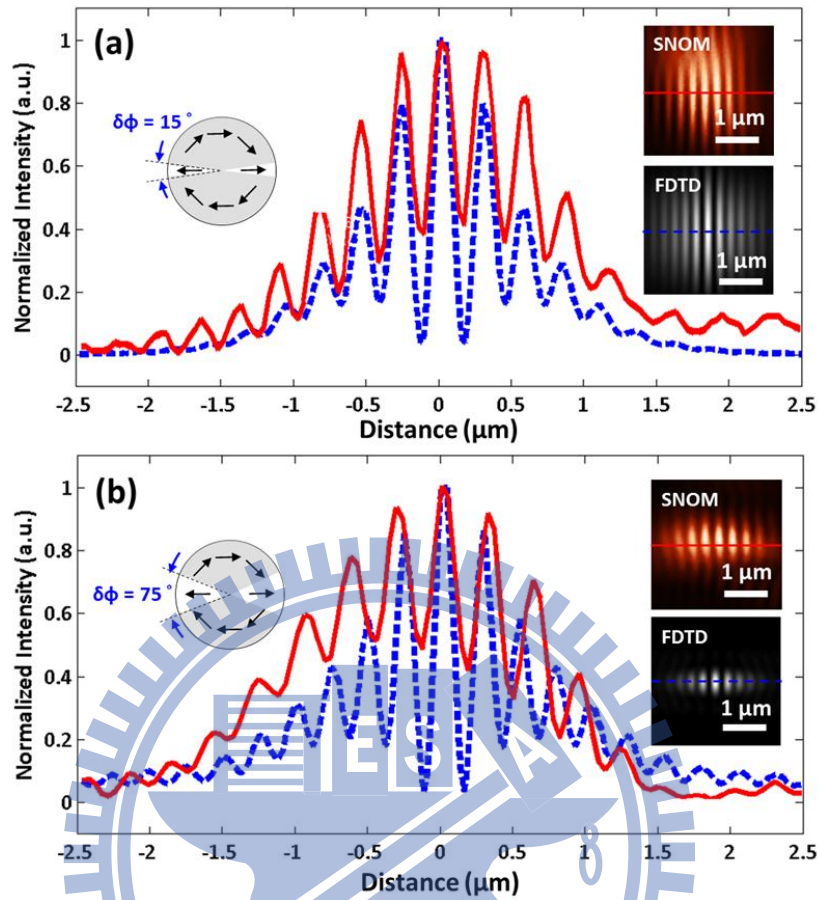 (a)
Normalized Intensity (a.u.)
1
0.8
0.6
0.4
0.2
0
δϕ = 15°
SNOM
1 µm
FDTD
1 µm
-2.5 -2 -1.5 -1 -0.5 0 0.5 1 1.5 2 2.5
Distance (µm)
(b)
Normalized Intensity (a.u.)
1
0.8
0.6
0.4
0.2
0
δϕ = 75°
SNOM
1 µm
FDTD
1 µm
ESA
8
-2.5 -2 -1.5 -1 -0.5 0 0.5 1 1.5 2 2.5
Distance (µm)